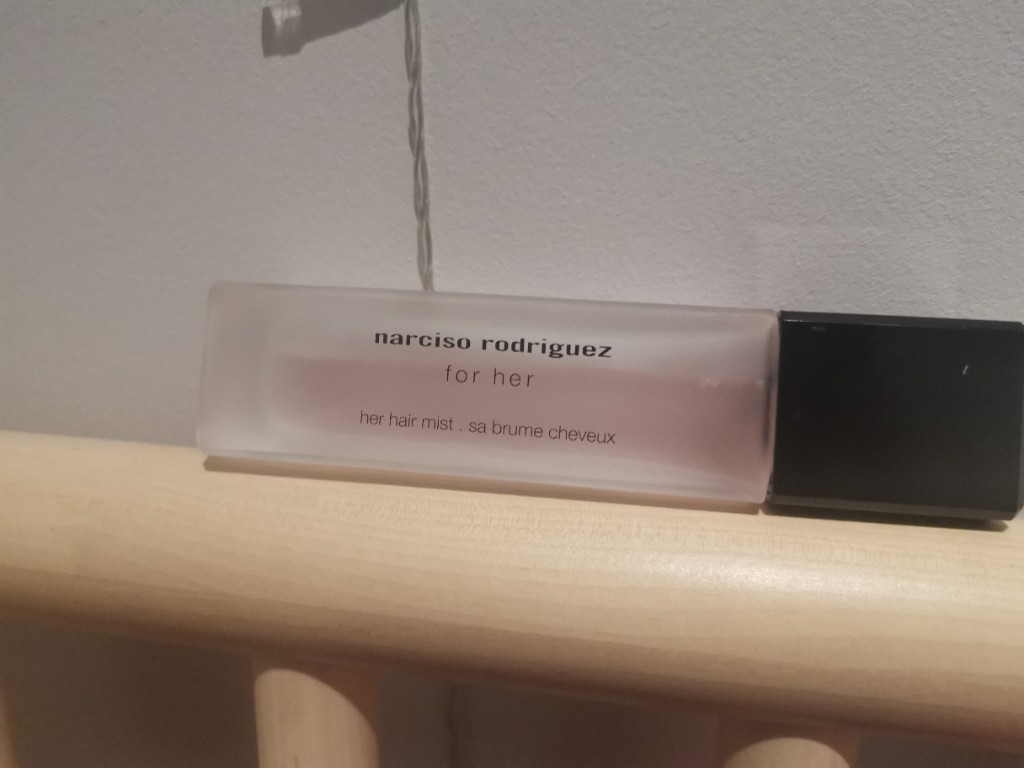 narciso rodriguez
for her
her hair mist . sa brume cheveux